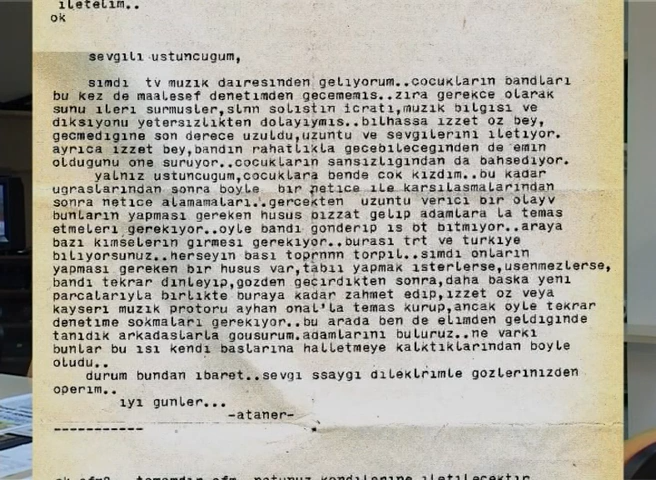 iletelim..
ok
sevgili ustuncugum,
simdi tv muzik dairesinden geliyorum..cocuklarin bandlari
bu kez de maalesef denetimden gecememis..zira gerekce olarak
sunu ileri surmusler,slnn solistin icrati,muzik bilgisi ve
diksiyonu yetersizlikten dolayiymis..bilhassa izzet oz bey,
gecmedigine son derece uzuldu,uzuntu ve sevgilerini iletiyor.
ayrica izzet bey,bandin rahatlikla gecebileceginden de emin
oldugunu one suruyor..cocuklarin sansizligindan da bahsediyor.
yalniz ustuncugum,cocuklara bende cok kizdim..bu kadar
ugraslarindan sonra boyle bir netice ile karsilasmalarindan
sonra netice alamamalari..gercekten uzuntu verici bir olayv
bunlarin yapmasi gereken husus bizzat gelip adamlara la temas
etmeleri gerekiyor..oyle bandi gonderip is bt bitmiyor..araya
bazi kimselerin girmesi gerekiyor..burasi trt ve turkiye
biliyorsunuz..herseyin basi toprnnn torpil..simdi onlarin
yapmasi gereken bir husus var,tabii yapmak isterlerse,usenmezlerse,
bandi tekrar dinleyip,gozden gecirdikten sonra,daha baska yeni
parcalariyla birlikte buraya kadar zahmet edip,izzet oz veya
kayseri muzik protoru ayhan onal'la temas kurup,ancak oyle tekrar
denetime sokmalari gerekiyor..bu arada ben de elimden geldiginde
tanidik arkadaslarla gousurum.adamlarini buluruz..ne varki
bunlar bu isi kendi baslarina halletmeye kalktiklarindan boyle
oludu..
durum bundan ibaret..sevgi ssaygi dileklrimle gozlerinizden
operim..
iyi gunler...
-ataner-
-----------